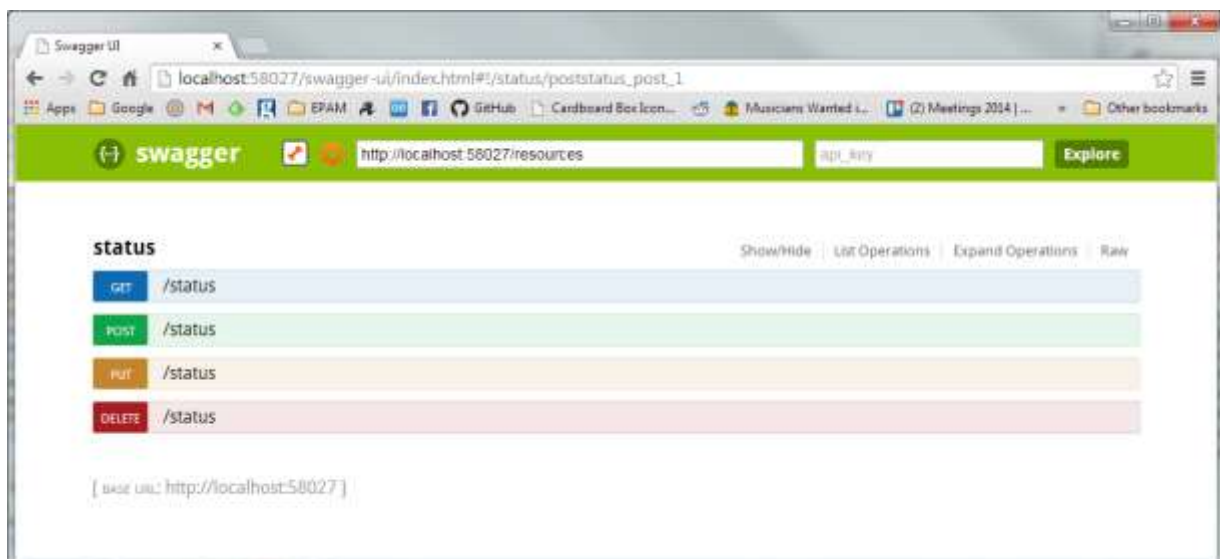 Swagger UI
localhost:58027/swagger-ui/index.html#!/status/poststatus_post_1
Apps Google EPAM GitHub Cardboard Box Icon... Musicians Wanted i... (2) Meetings 2014 | ... » Other bookmarks
{··} swagger http://localhost:58027/resources api_key Explore
status Show/Hide List Operations Expand Operations Raw
GET /status
POST /status
PUT /status
DELETE /status
[ BASE URL: http://localhost:58027 ]